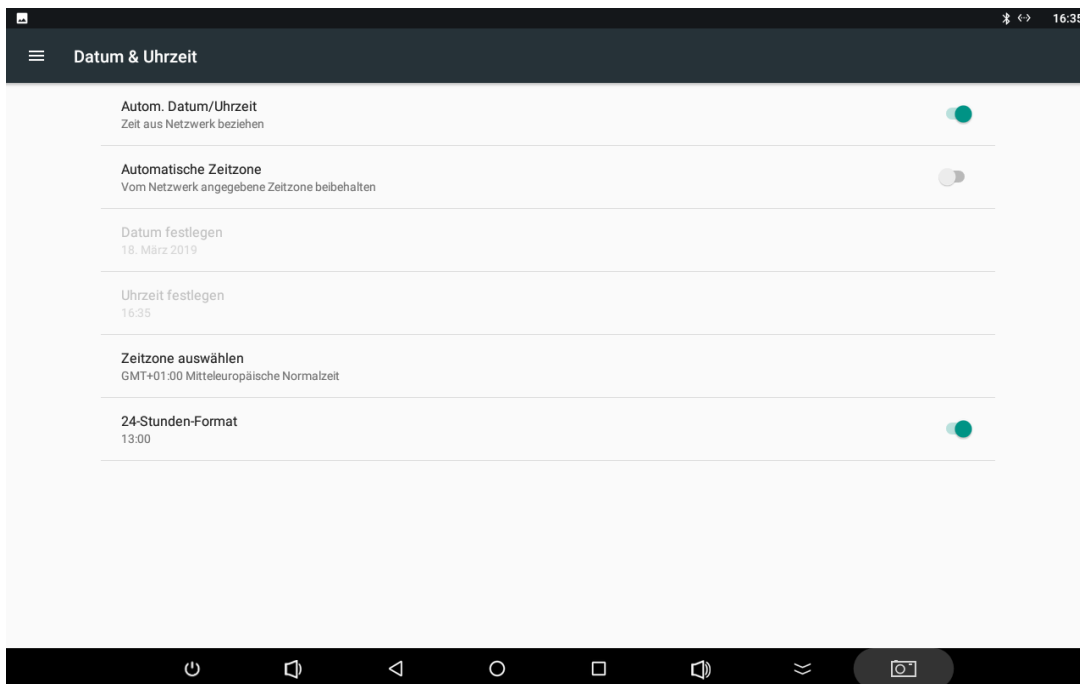 16:35
Datum & Uhrzeit
Autom. Datum/Uhrzeit
Zeit aus Netzwerk beziehen
Automatische Zeitzone
Vom Netzwerk angegebene Zeitzone beibehalten
Datum festlegen
18. März 2019
Uhrzeit festlegen
16:35
Zeitzone auswählen
GMT+01:00 Mitteleuropäische Normalzeit
24-Stunden-Format
13:00